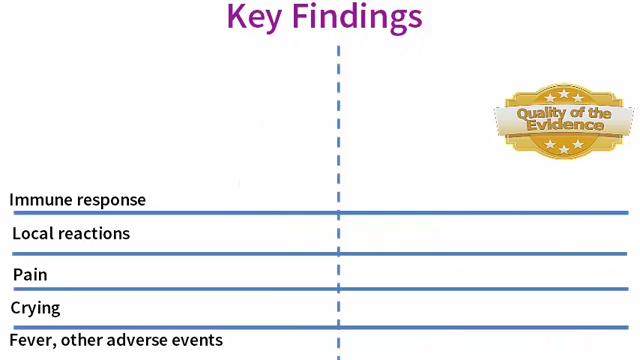 Key Findings
Quality of the
Evidence
Immune response
Local reactions
Pain
Crying
Fever, other adverse events